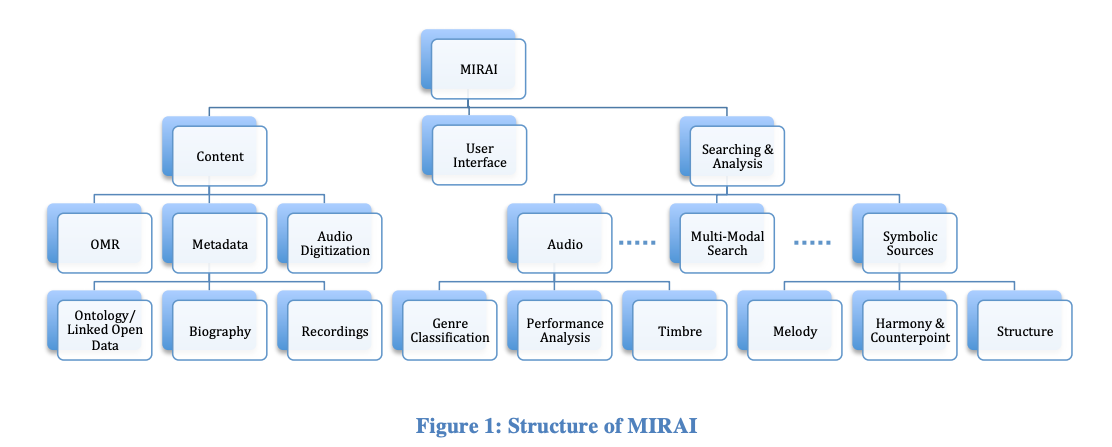 MIRAI
Content
User
Interface
Searching &
Analysis
OMR
Metadata
Audio
Digitization
Audio
Multi-Modal
Search
Symbolic
Sources
Ontology/
Linked Open
Data
Biography
Recordings
Genre
Classification
Performance
Analysis
Timbre
Melody
Harmony &
Counterpoint
Structure
Figure 1: Structure of MIRAI